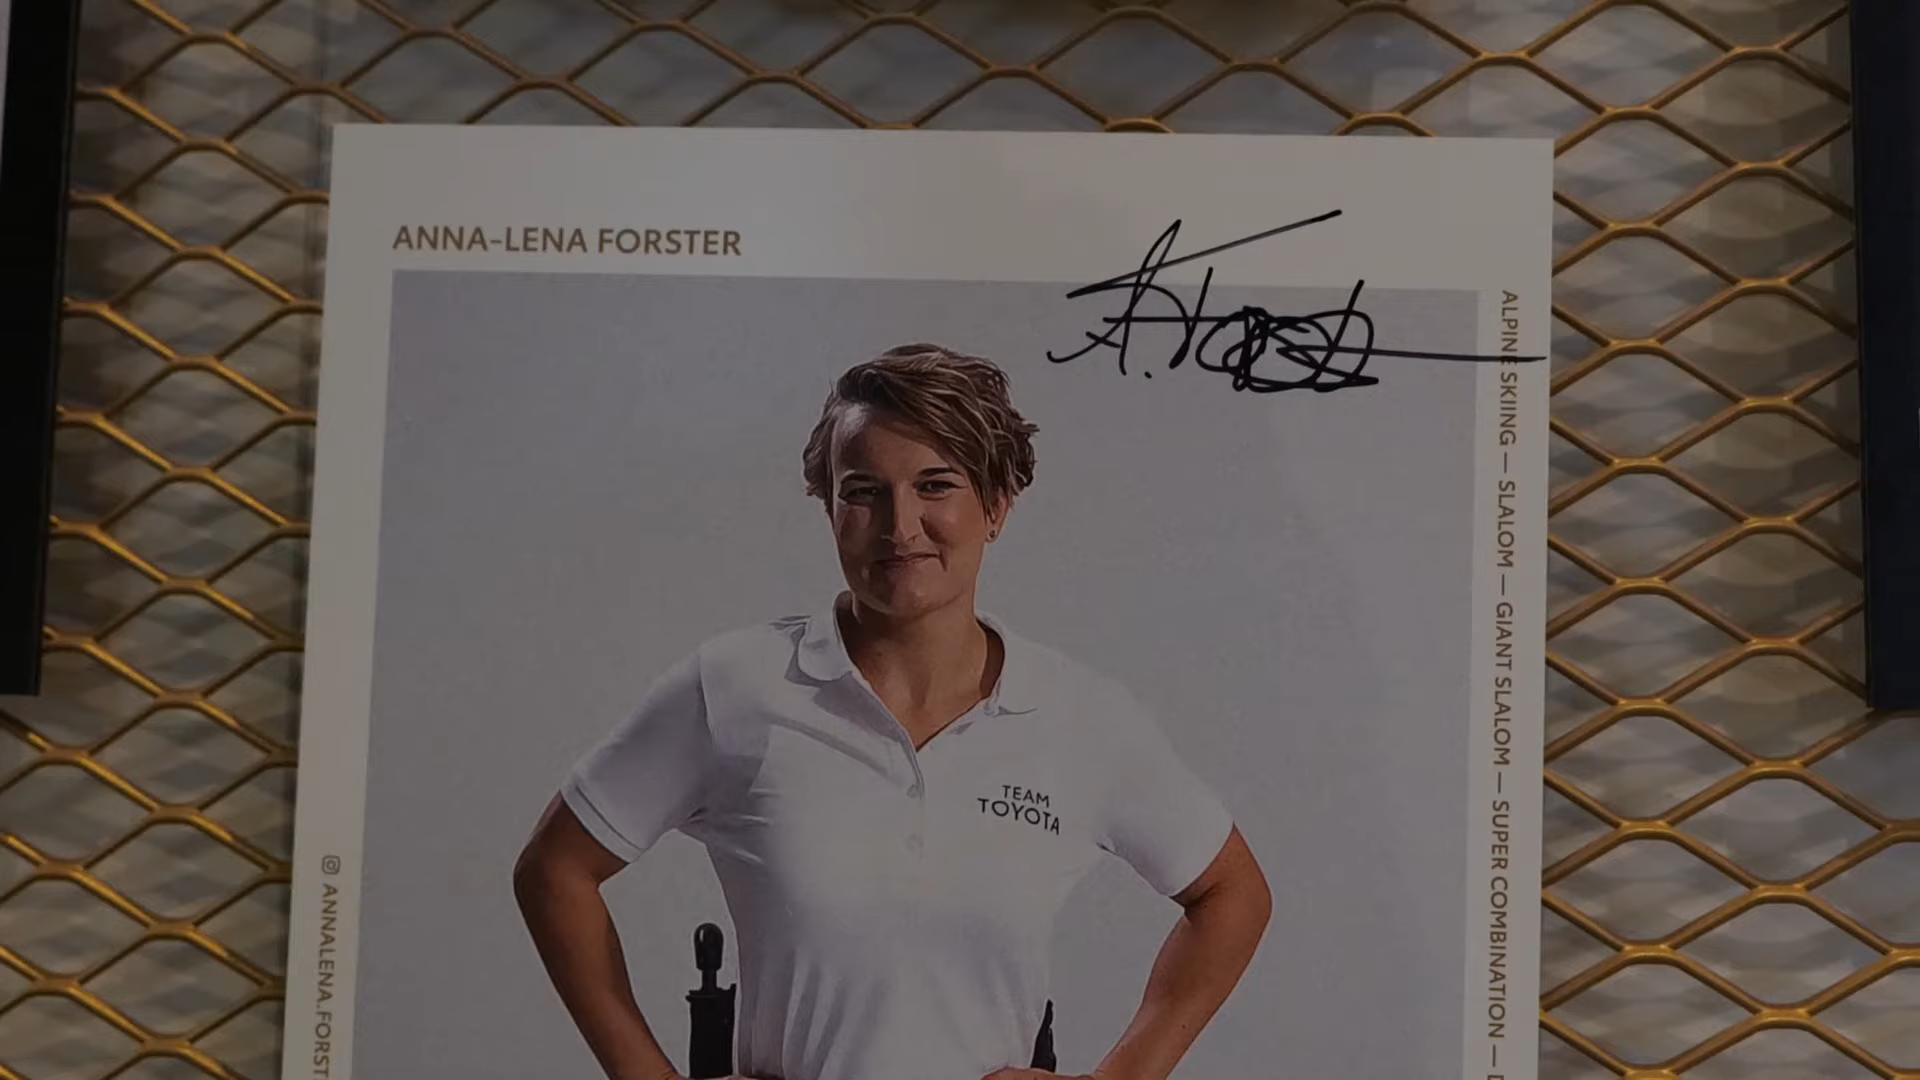 ANNA-LENA FORSTER
ALPINE SKIING — SLALOM — GIANT SLALOM — SUPER COMBINATION —
TEAM
TOYOTA
ANNALENA.FORST